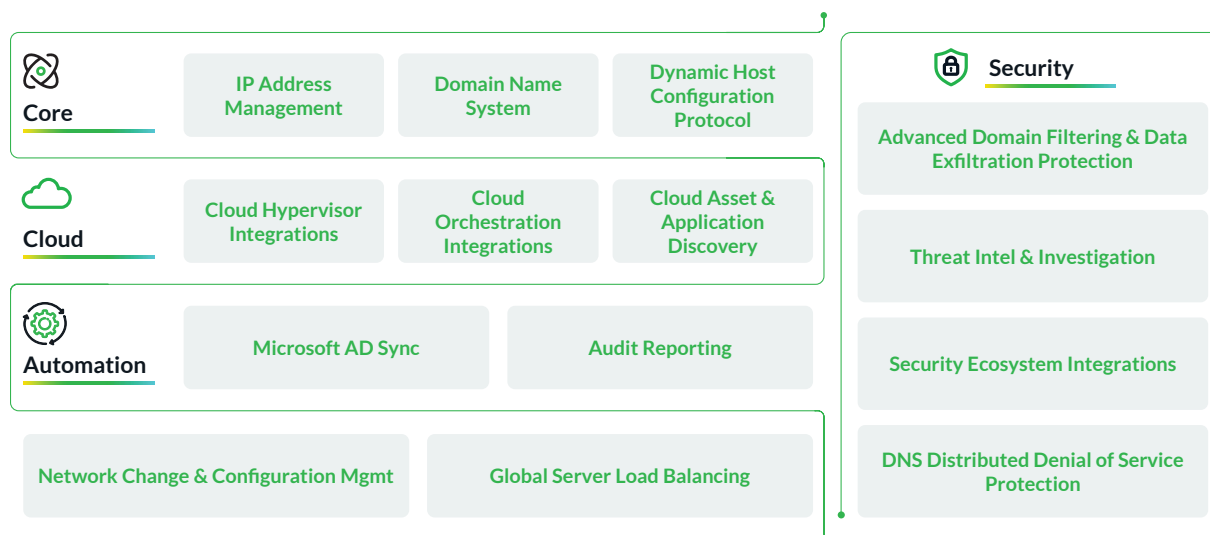 Core
IP Address
Management
Domain Name
System
Dynamic Host
Configuration
Protocol
Cloud
Cloud Hypervisor
Integrations
Cloud
Orchestration
Integrations
Cloud Asset &
Application
Discovery
Automation
Microsoft AD Sync
Audit Reporting
Network Change & Configuration Mgmt
Global Server Load Balancing
Security
Advanced Domain Filtering & Data
Exfiltration Protection
Threat Intel & Investigation
Security Ecosystem Integrations
DNS Distributed Denial of Service
Protection